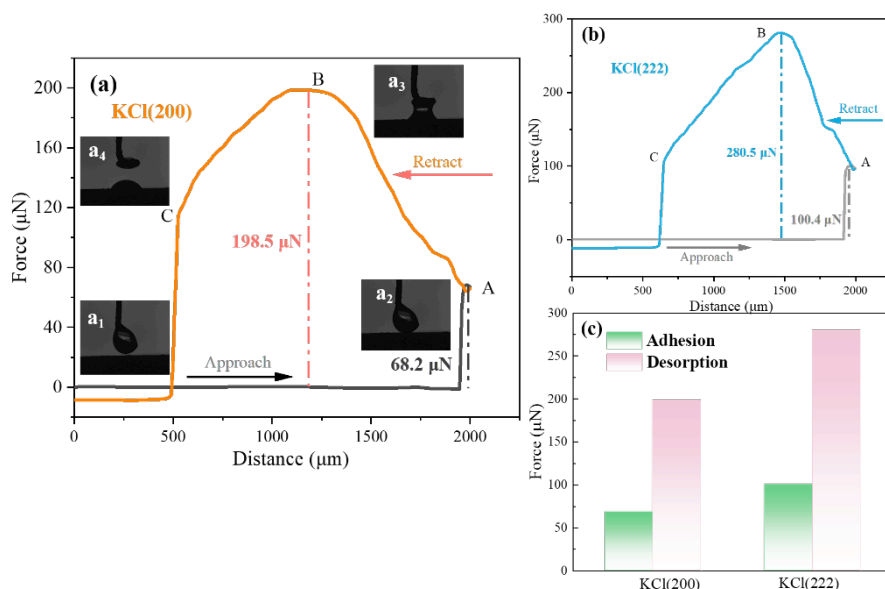 (a)
KCl(200)
B
a3
a4
Retract
C
198.5 μN
A
a1
a2
Approach
68.2 μN
Force (μN)
200
160
120
80
40
0
0
500
1000
1500
2000
Distance (μm)
(b)
KCl(222)
B
Retract
C
280.5 μN
A
100.4 μN
Approach
Force (μN)
300
250
200
150
100
50
0
0
500
1000
1500
2000
Distance (μm)
(c)
Adhesion
Desorption
Force (μN)
300
250
200
150
100
50
0
KCl(200)
KCl(222)